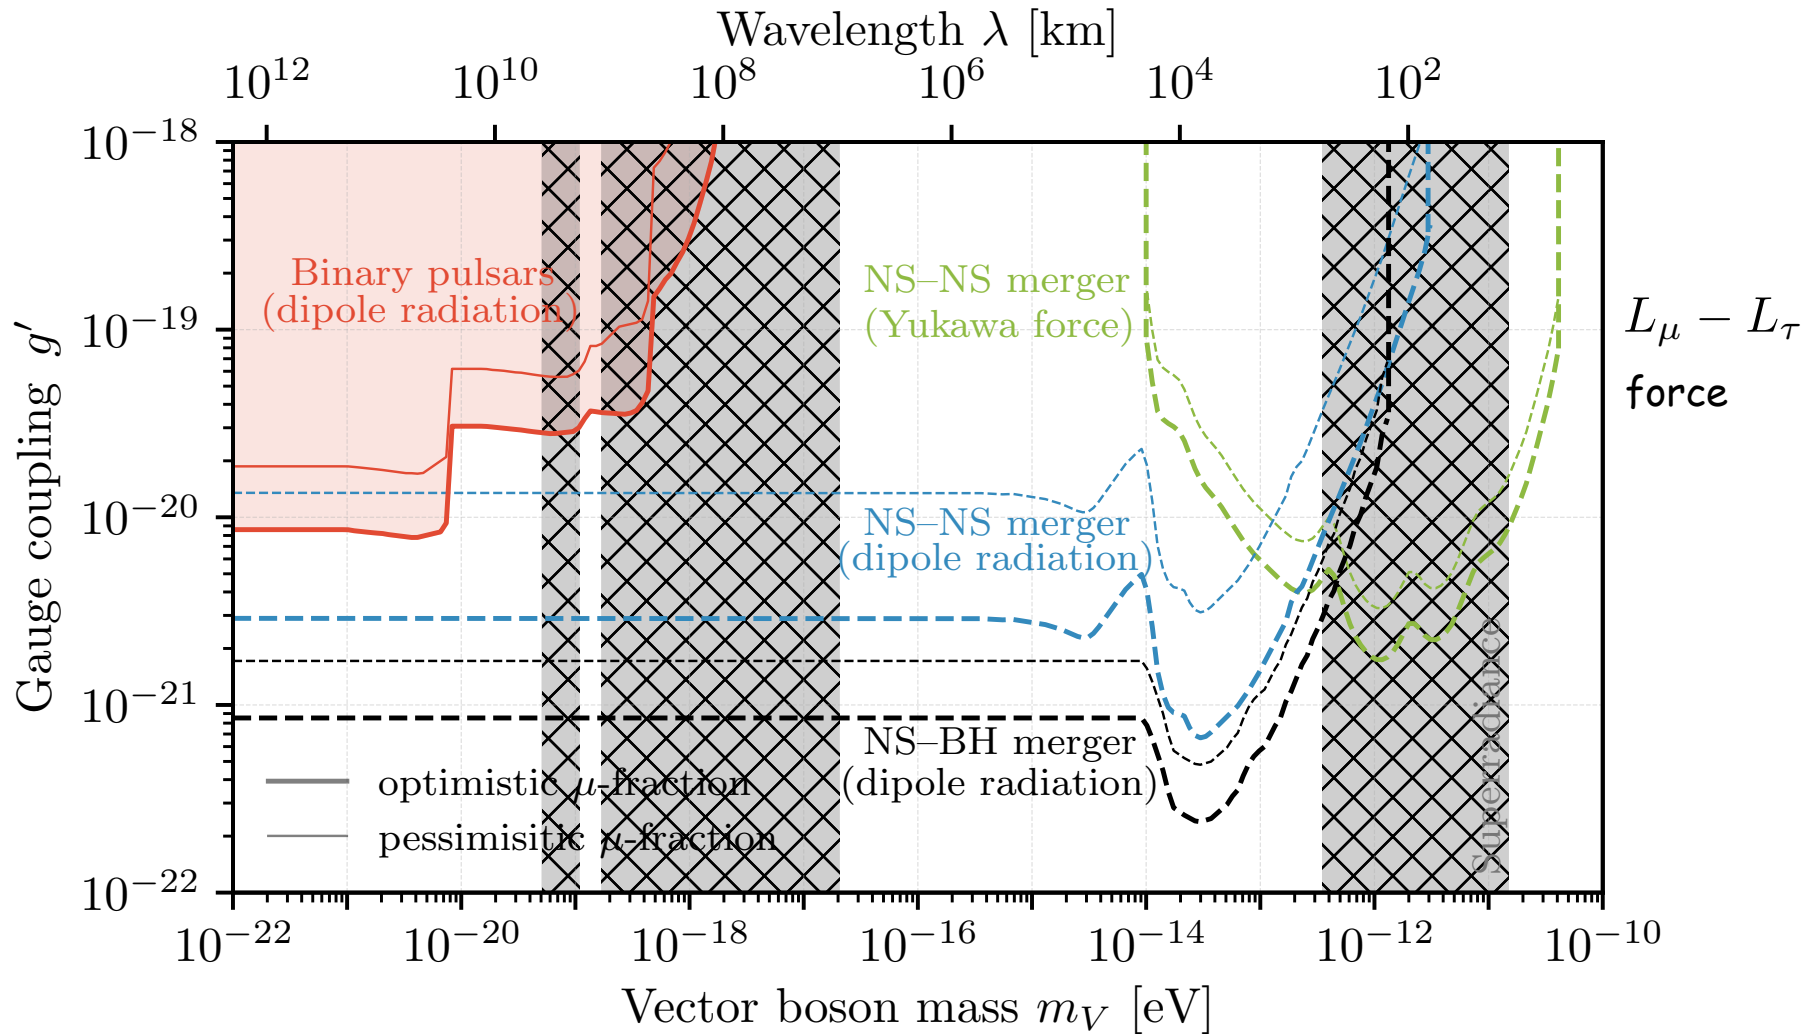 Wavelength λ [km]
10^12 10^10 10^8 10^6 10^4 10^2
10^−18
10^−19
10^−20
10^−21
10^−22
Gauge coupling g′
Binary pulsars
(dipole radiation)
NS–NS merger
(Yukawa force)
L_μ − L_τ
force
NS–NS merger
(dipole radiation)
NS–BH merger
(dipole radiation)
optimistic μ-fraction
pessimisitic μ-fraction
Superradiance
10^−22 10^−20 10^−18 10^−16 10^−14 10^−12 10^−10
Vector boson mass m_V [eV]